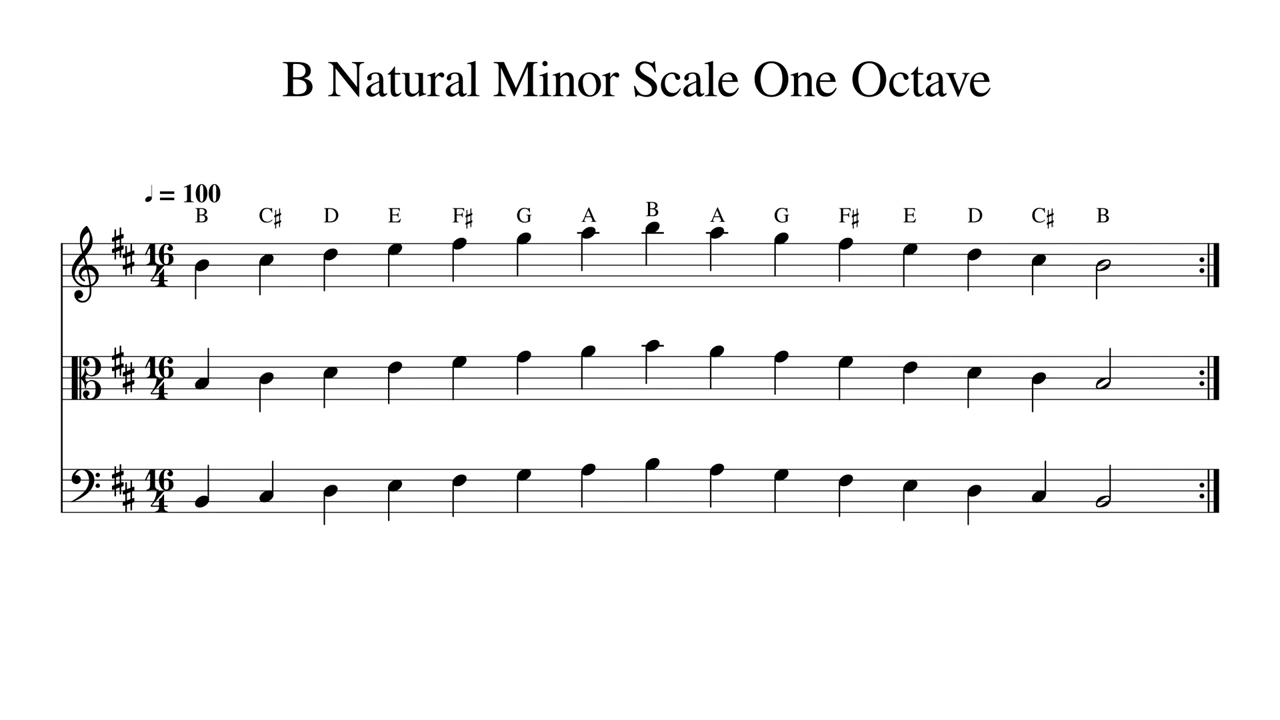 B Natural Minor Scale One Octave
♩ = 100
B C♯ D E F♯ G A B A G F♯ E D C♯ B
16
4
16
4
16
4